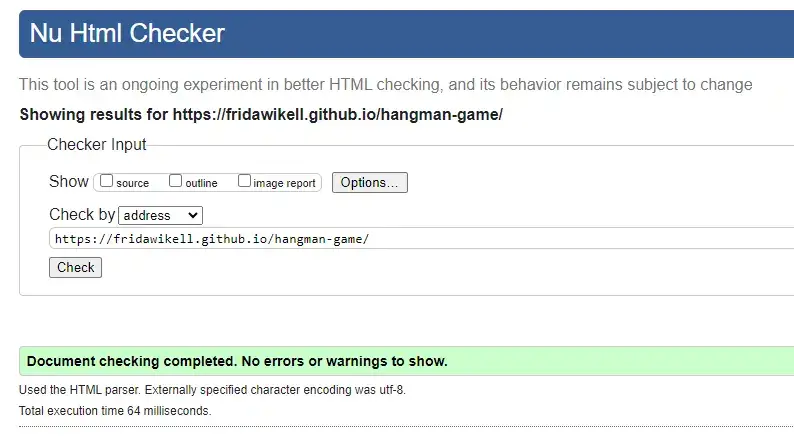 Nu Html Checker
This tool is an ongoing experiment in better HTML checking, and its behavior remains subject to change
Showing results for https://fridawikell.github.io/hangman-game/
Checker Input
Show source outline image report Options...
Check by address
https://fridawikell.github.io/hangman-game/
Check
Document checking completed. No errors or warnings to show.
Used the HTML parser. Externally specified character encoding was utf-8.
Total execution time 64 milliseconds.